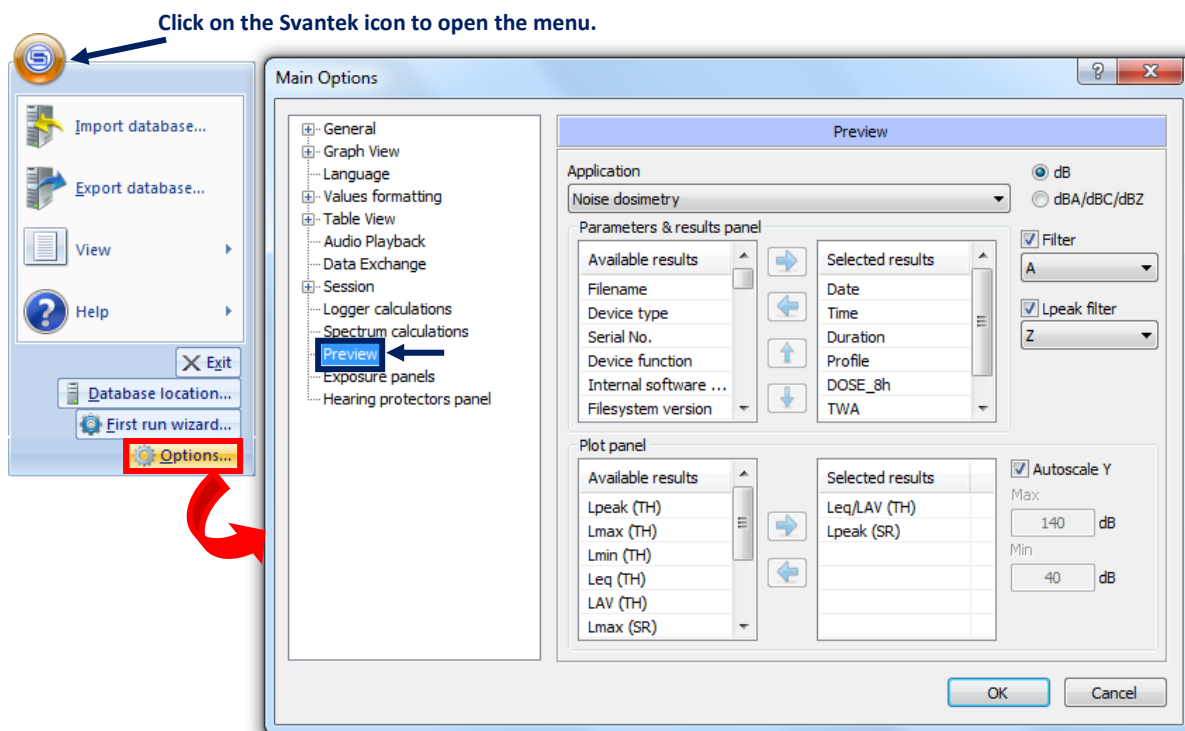 Click on the Svantek icon to open the menu.
Import database...
Export database...
View
Help
Exit
Database location...
First run wizard...
Options...
Main Options
General
Graph View
Language
Values formatting
Table View
Audio Playback
Data Exchange
Session
Logger calculations
Spectrum calculations
Preview
Exposure panels
Hearing protectors panel
Preview
Application
Noise dosimetry
dB
dBA/dBC/dBZ
Parameters & results panel
Available results
Filename
Device type
Serial No.
Device function
Internal software ...
Filesystem version
Selected results
Date
Time
Duration
Profile
DOSE_8h
TWA
Filter
A
Lpeak filter
Z
Plot panel
Available results
Lpeak (TH)
Lmax (TH)
Lmin (TH)
Leq (TH)
LAV (TH)
Lmax (SR)
Selected results
Leq/LAV (TH)
Lpeak (SR)
Autoscale Y
Max
140 dB
Min
40 dB
OK
Cancel